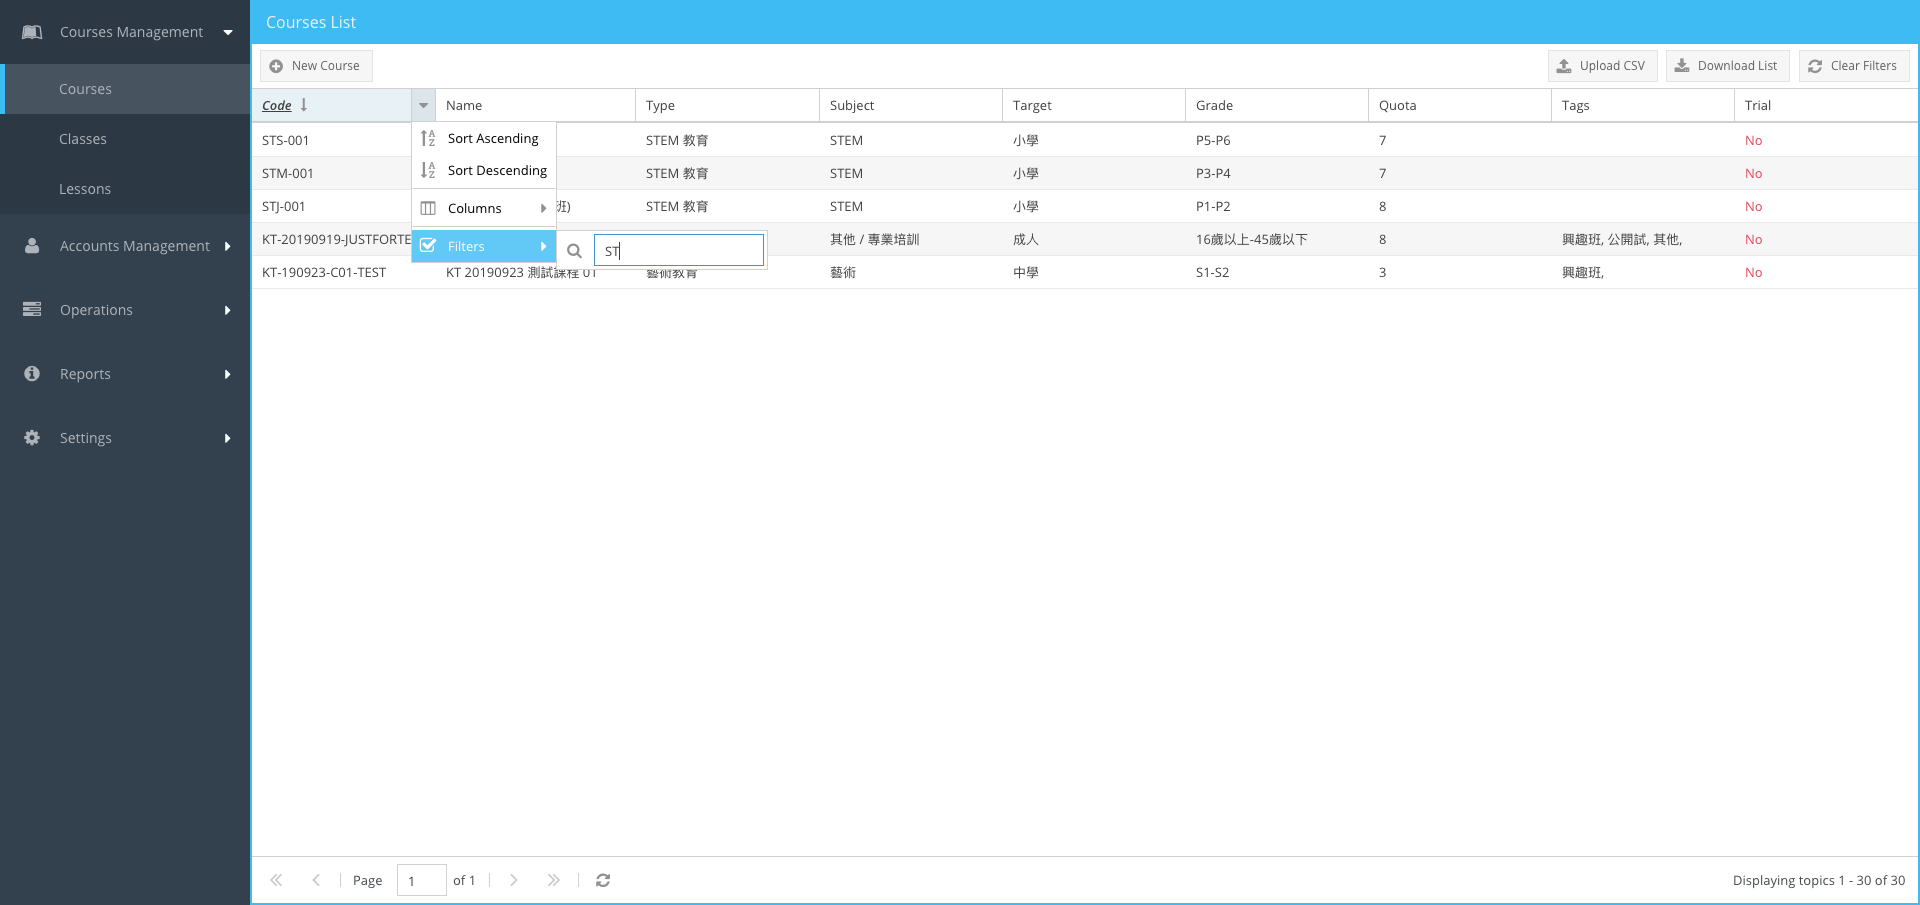 Courses Management
Courses
Classes
Lessons
Accounts Management
Operations
Reports
Settings
Courses List
New Course
Upload CSV
Download List
Clear Filters
Code Name Type Subject Target Grade Quota Tags Trial
STS-001 STEM 教育 STEM 小學 P5-P6 7 No
STM-001 STEM 教育 STEM 小學 P3-P4 7 No
STJ-001 班) STEM 教育 STEM 小學 P1-P2 8 No
KT-20190919-JUSTFORTE 其他 / 專業培訓 成人 16歲以上-45歲以下 8 興趣班, 公開試, 其他, No
KT-190923-C01-TEST KT 20190923 測試課程 01 藝術教育 藝術 中學 S1-S2 3 興趣班, No
Sort Ascending
Sort Descending
Columns
Filters
ST
Page 1 of 1
Displaying topics 1 - 30 of 30